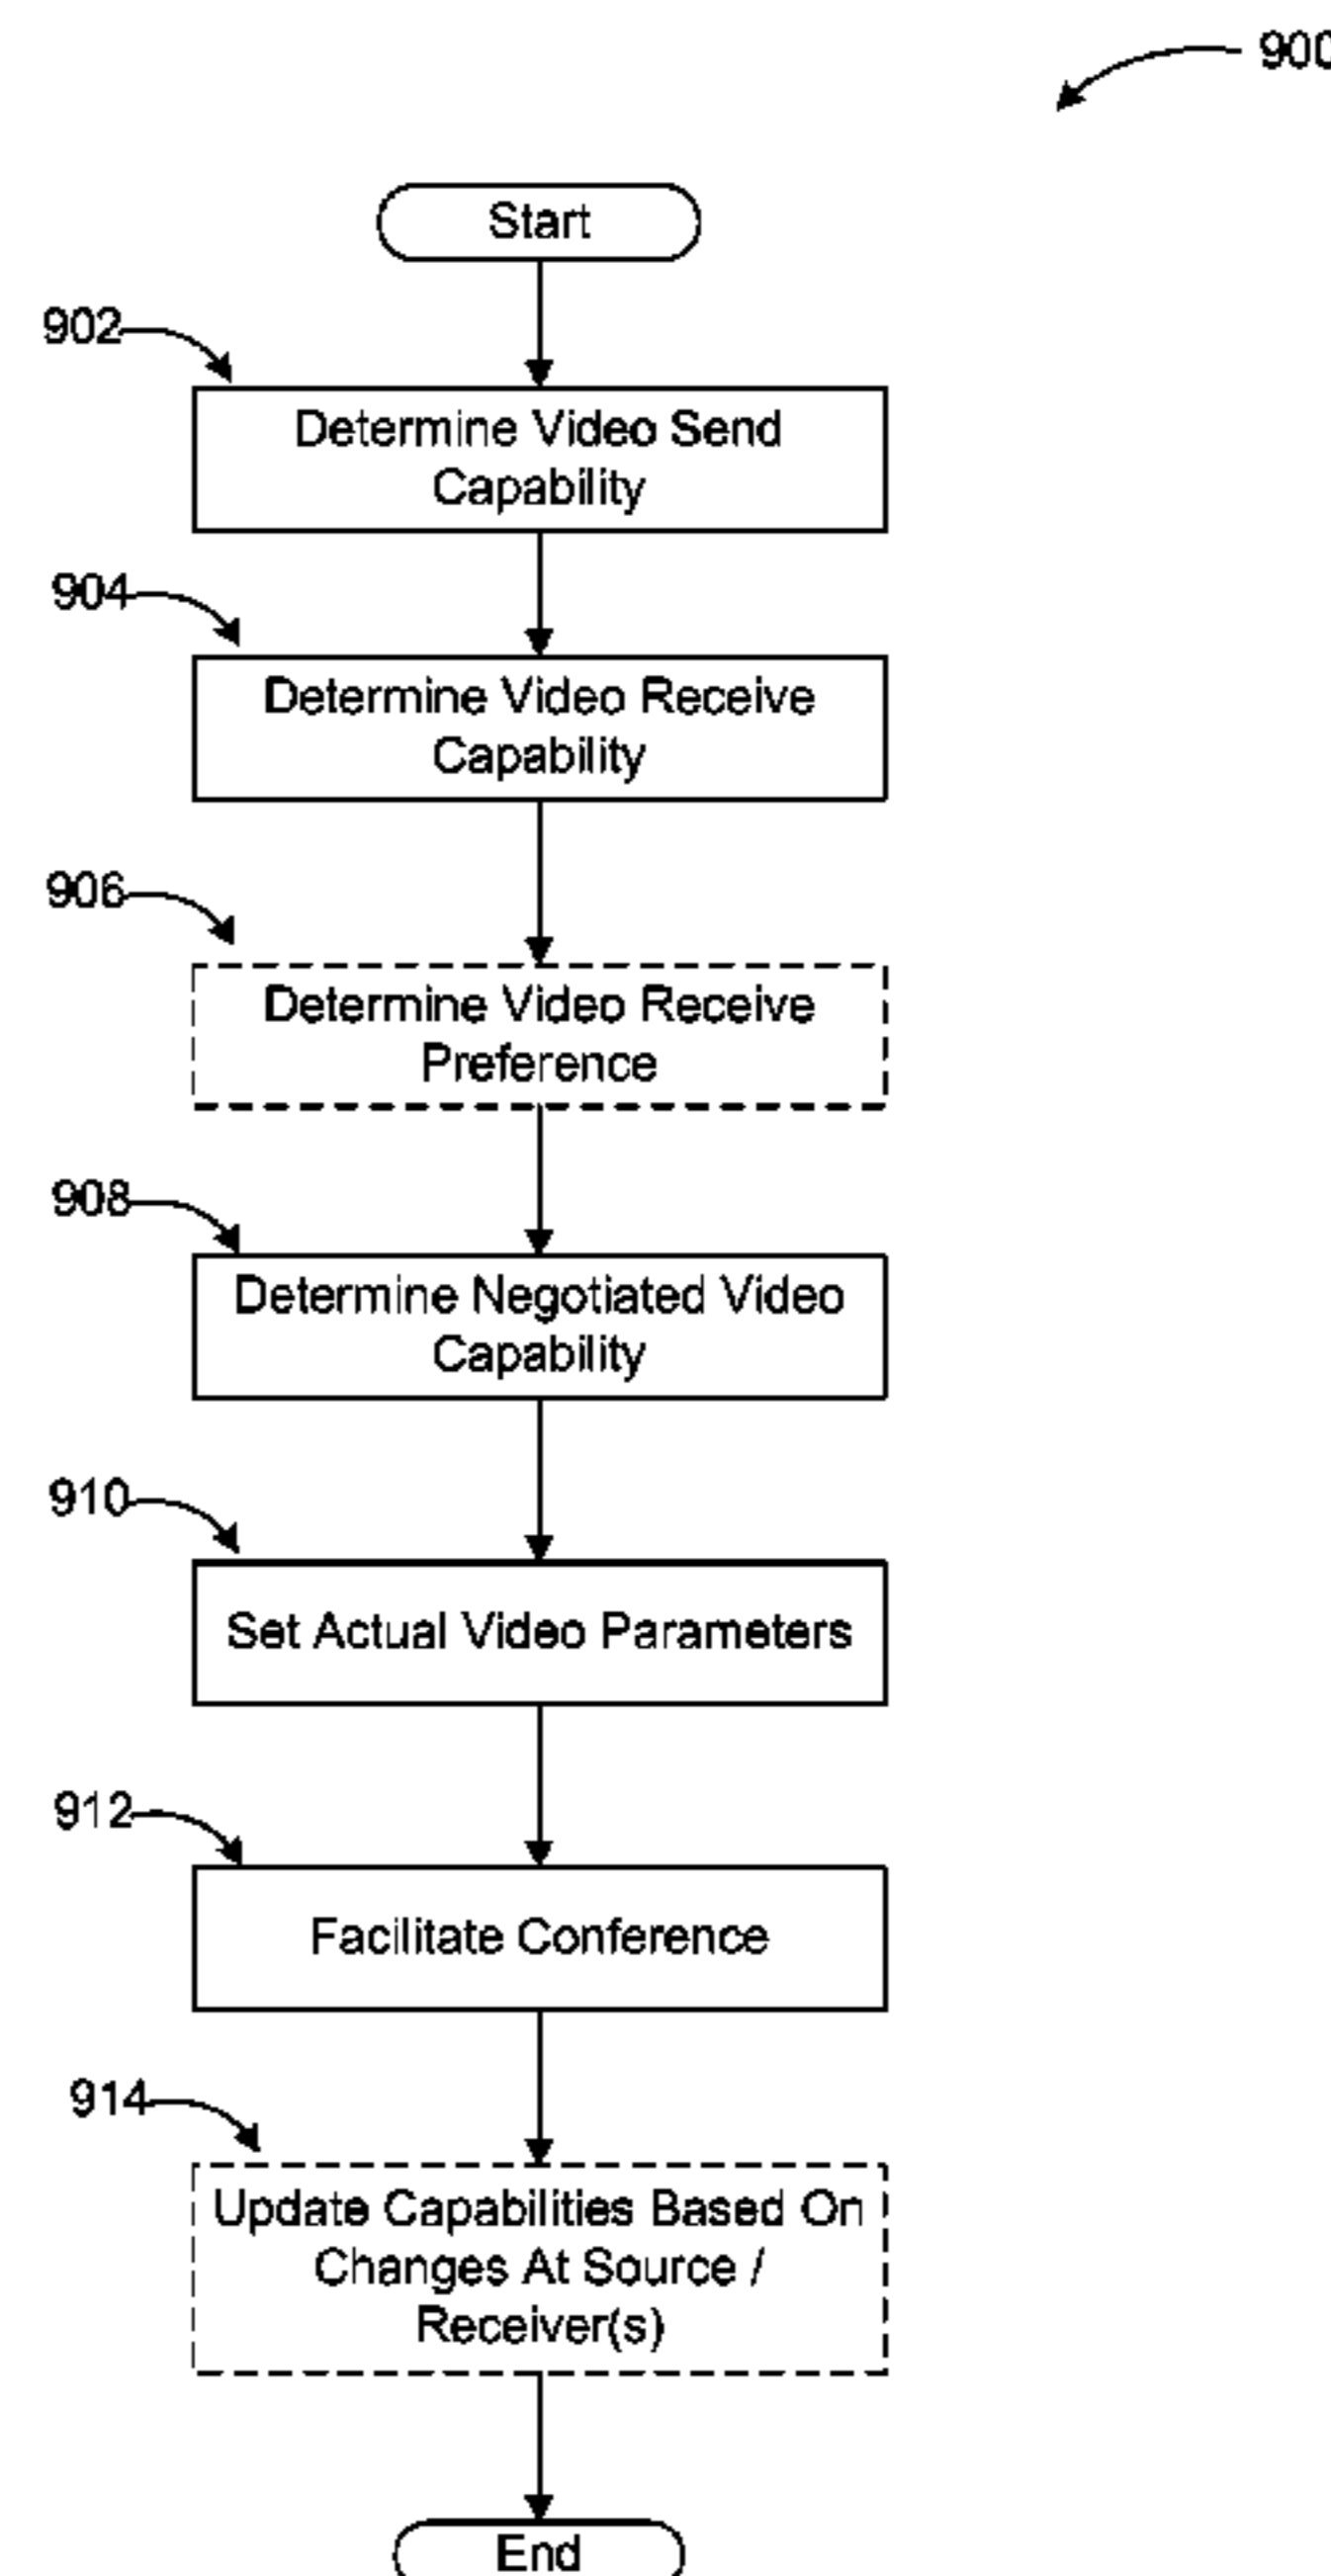 900
Start
902
Determine Video Send
Capability
904
Determine Video Receive
Capability
906
Determine Video Receive
Preference
908
Determine Negotiated Video
Capability
910
Set Actual Video Parameters
912
Facilitate Conference
914
Update Capabilities Based On
Changes At Source /
Receiver(s)
End